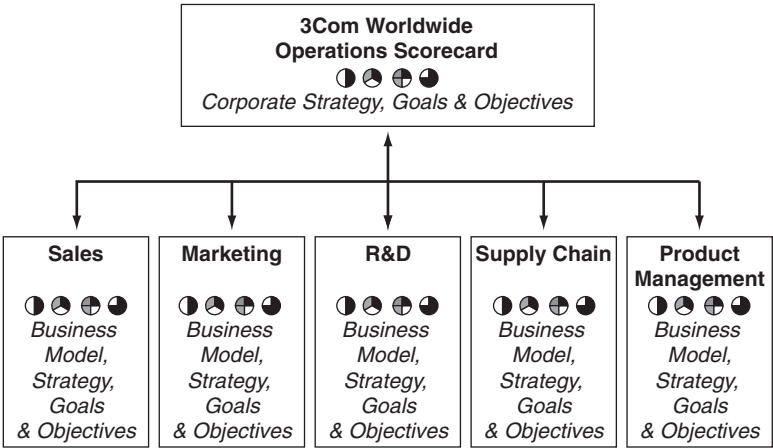 3Com Worldwide
Operations Scorecard
Corporate Strategy, Goals & Objectives
Sales
Business
Model,
Strategy,
Goals
& Objectives
Marketing
Business
Model,
Strategy,
Goals
& Objectives
R&D
Business
Model,
Strategy,
Goals
& Objectives
Supply Chain
Business
Model,
Strategy,
Goals
& Objectives
Product
Management
Business
Model,
Strategy,
Goals
& Objectives